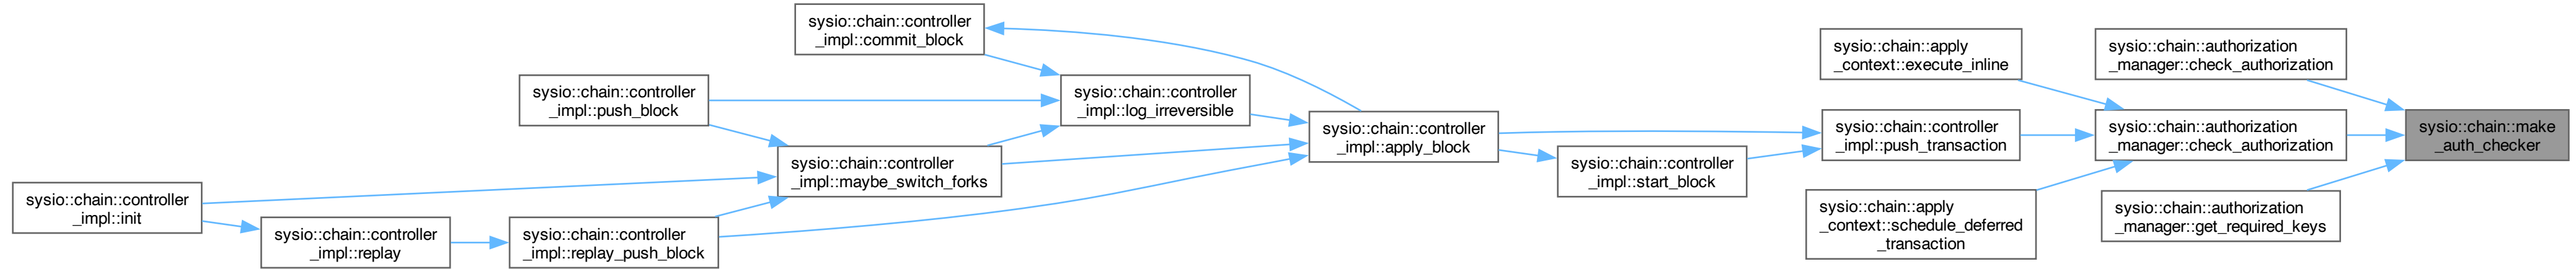 sysio::chain::controller
_impl::init
sysio::chain::controller
_impl::replay
sysio::chain::controller
_impl::push_block
sysio::chain::controller
_impl::replay_push_block
sysio::chain::controller
_impl::commit_block
sysio::chain::controller
_impl::maybe_switch_forks
sysio::chain::controller
_impl::log_irreversible
sysio::chain::controller
_impl::apply_block
sysio::chain::controller
_impl::start_block
sysio::chain::apply
_context::execute_inline
sysio::chain::controller
_impl::push_transaction
sysio::chain::apply
_context::schedule_deferred
_transaction
sysio::chain::authorization
_manager::check_authorization
sysio::chain::authorization
_manager::check_authorization
sysio::chain::authorization
_manager::get_required_keys
sysio::chain::make
_auth_checker